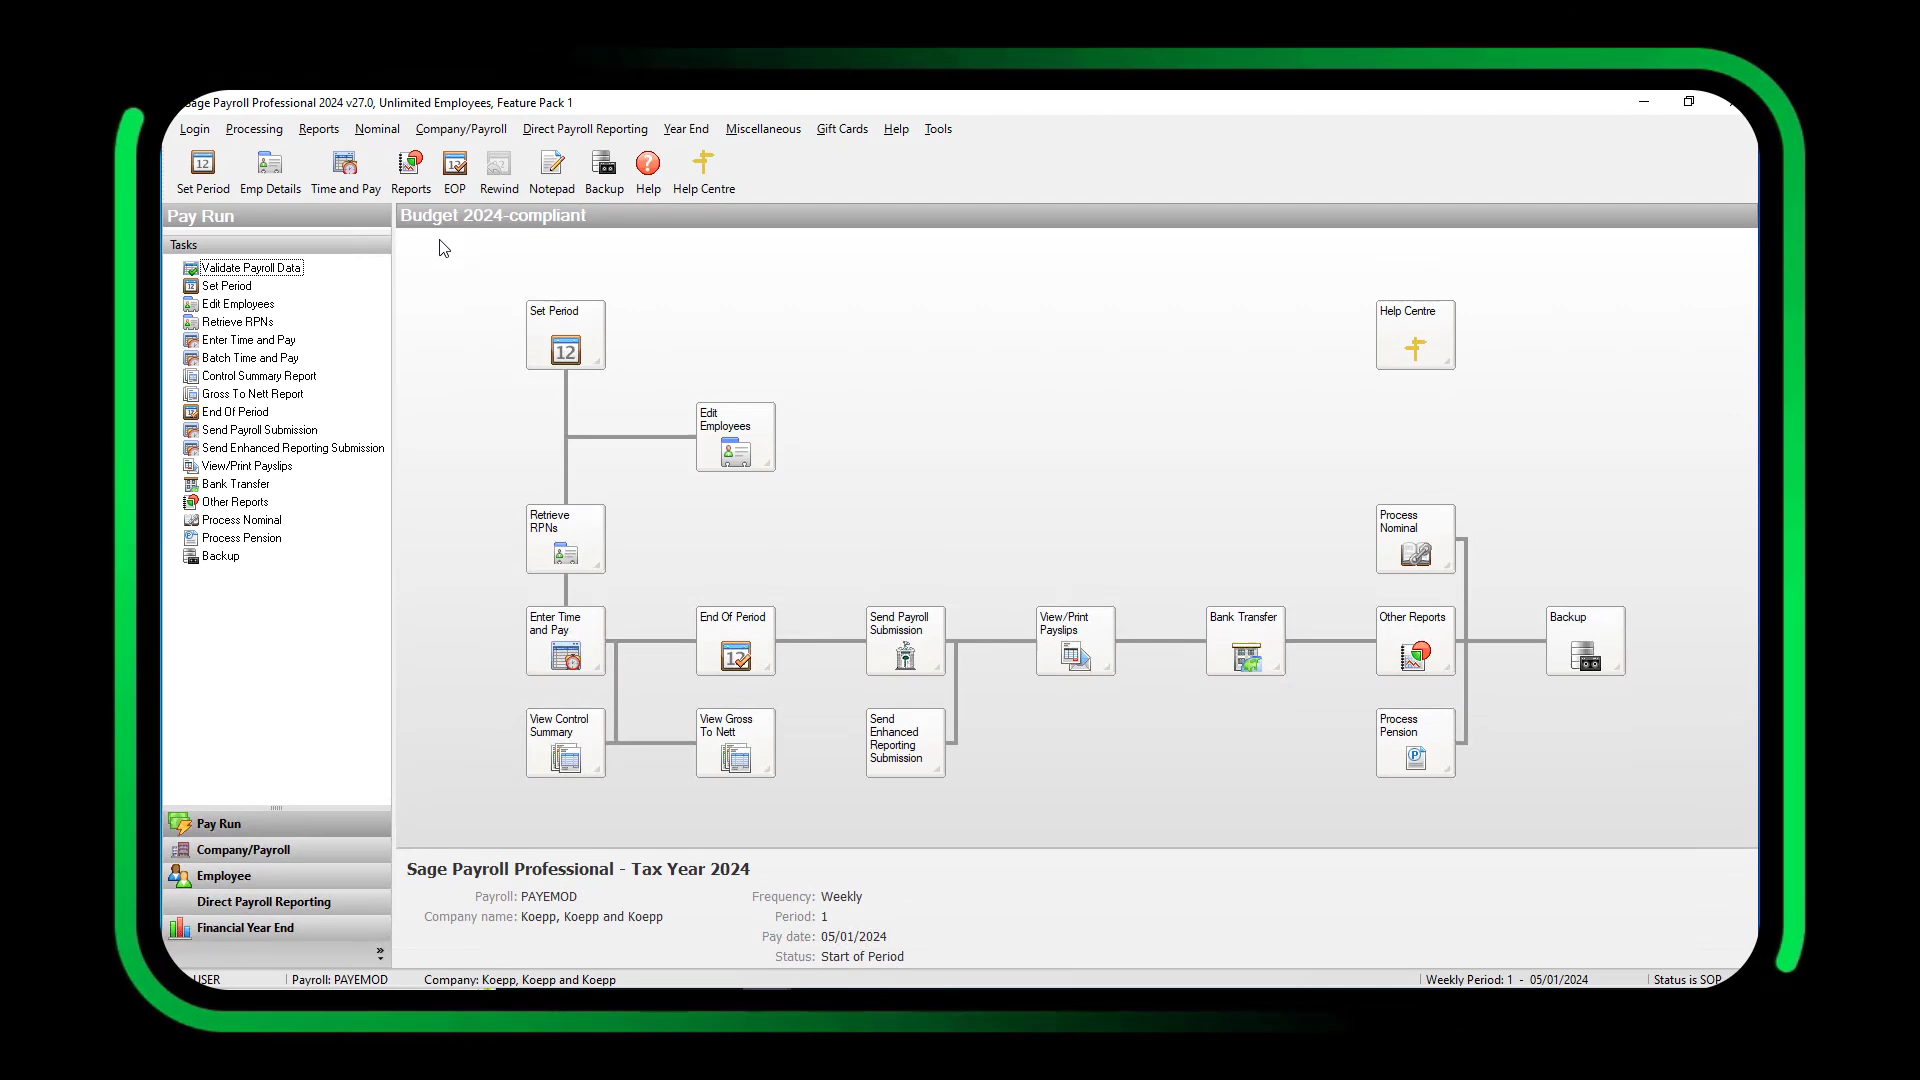 Sage Payroll Professional 2024 v27.0, Unlimited Employees, Feature Pack 1
Login Processing Reports Nominal Company/Payroll Direct Payroll Reporting Year End Miscellaneous Gift Cards Help Tools
12
Set Period Emp Details Time and Pay Reports EOP Rewind Notepad Backup Help Help Centre
Pay Run
Tasks
Validate Payroll Data
Set Period
Edit Employees
Retrieve RPNs
Enter Time and Pay
Batch Time and Pay
Control Summary Report
Gross To Nett Report
End Of Period
Send Payroll Submission
Send Enhanced Reporting Submission
View/Print Payslips
Bank Transfer
Other Reports
Process Nominal
Process Pension
Backup
Pay Run
Company/Payroll
Employee
Direct Payroll Reporting
Financial Year End
Budget 2024-compliant
Set Period
12
Help Centre
Edit
Employees
Retrieve
RPNs
Process
Nominal
Enter Time
and Pay
End Of Period
12
Send Payroll
Submission
View/Print
Payslips
Bank Transfer
Other Reports
Backup
View Control
Summary
View Gross
To Nett
Send
Enhanced
Reporting
Submission
Process
Pension
P
Sage Payroll Professional - Tax Year 2024
Payroll: PAYEMOD
Company name: Koepp, Koepp and Koepp
Frequency: Weekly
Period: 1
Pay date: 05/01/2024
Status: Start of Period
USER Payroll: PAYEMOD Company: Koepp, Koepp and Koepp Weekly Period: 1 - 05/01/2024 Status is SOP